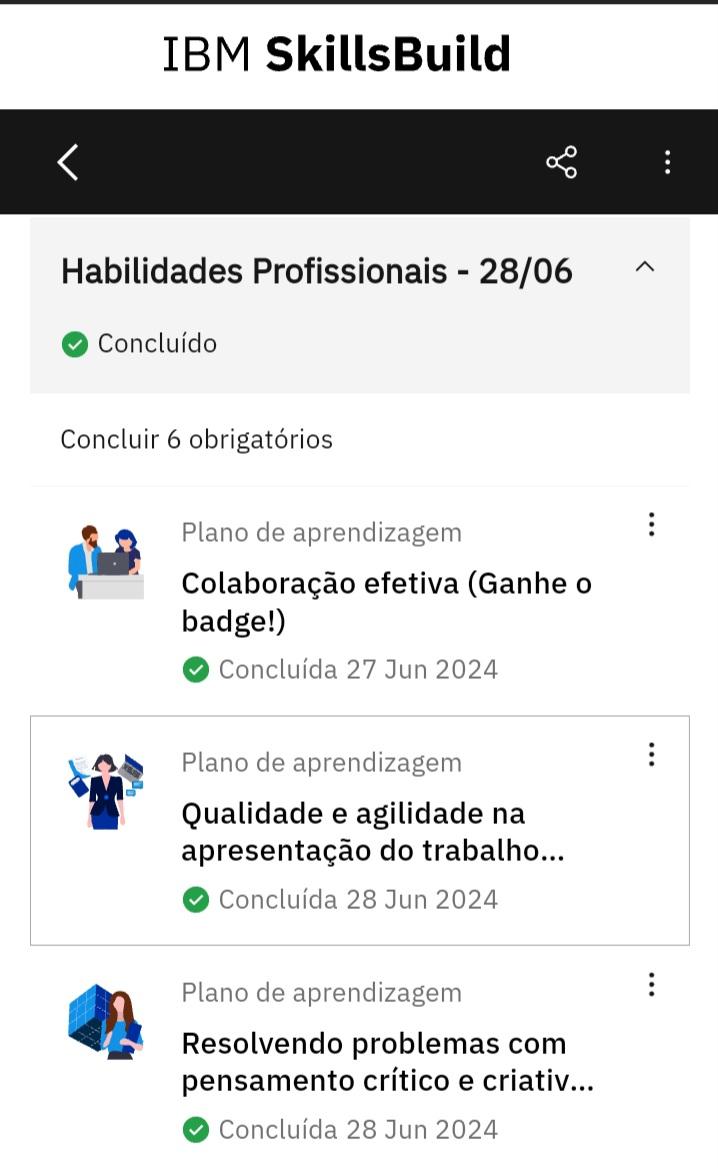 IBM SkillsBuild
Habilidades Profissionais - 28/06
Concluído
Concluir 6 obrigatórios
Plano de aprendizagem
Colaboração efetiva (Ganhe o
badge!)
Concluída 27 Jun 2024
Plano de aprendizagem
Qualidade e agilidade na
apresentação do trabalho...
Concluída 28 Jun 2024
Plano de aprendizagem
Resolvendo problemas com
pensamento crítico e criativ...
Concluída 28 Jun 2024